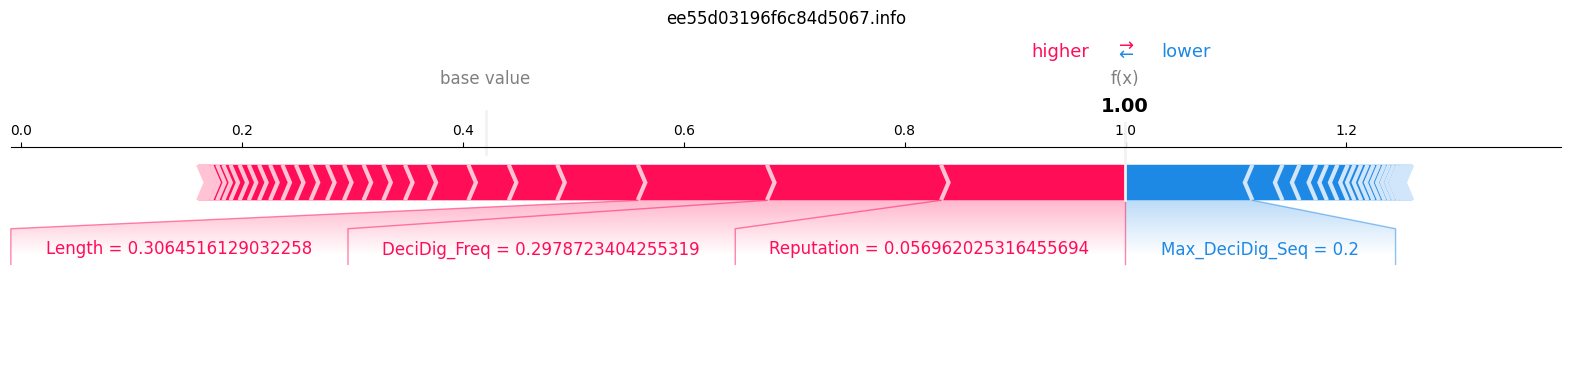 ee55d03196f6c84d5067.info
higher ⇄ lower
base value f(x)
1.00
0.0 0.2 0.4 0.6 0.8 1.0 1.2
Length = 0.3064516129032258 DeciDig_Freq = 0.2978723404255319 Reputation = 0.056962025316455694 Max_DeciDig_Seq = 0.2